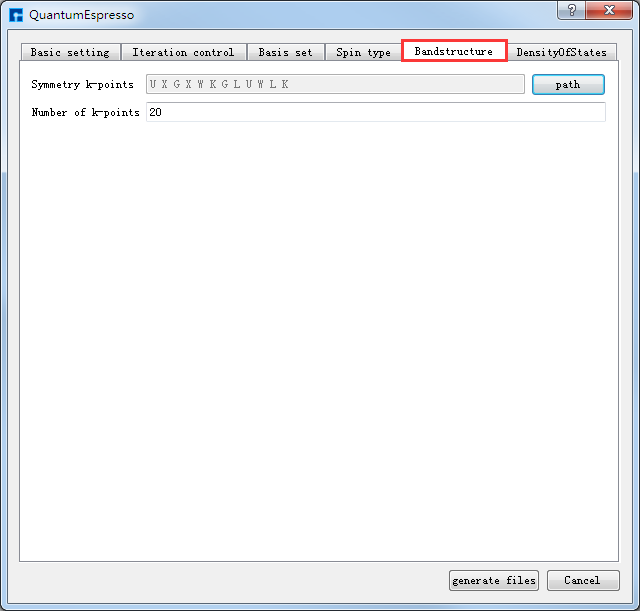 QuantumEspresso
?
Basic setting Iteration control Basis set Spin type Bandstructure DensityOfStates
Symmetry k-points U X G X W K G L U W L K path
Number of k-points 20
generate files Cancel